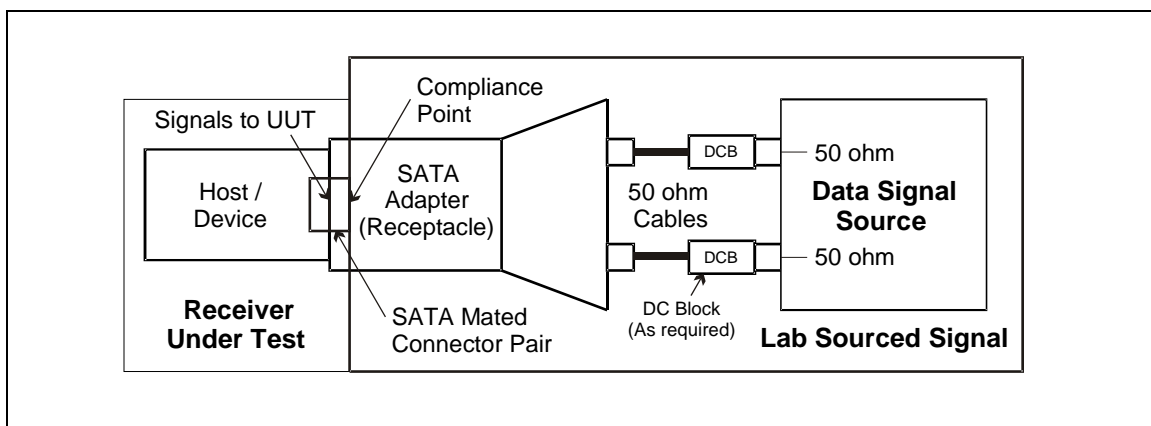 Compliance
Point
Signals to UUT
Host /
Device
SATA
Adapter
(Receptacle)
DCB
50 ohm
50 ohm
Cables
Data Signal
Source
DCB
50 ohm
DC Block
(As required)
Receiver
Under Test
SATA Mated
Connector Pair
Lab Sourced Signal